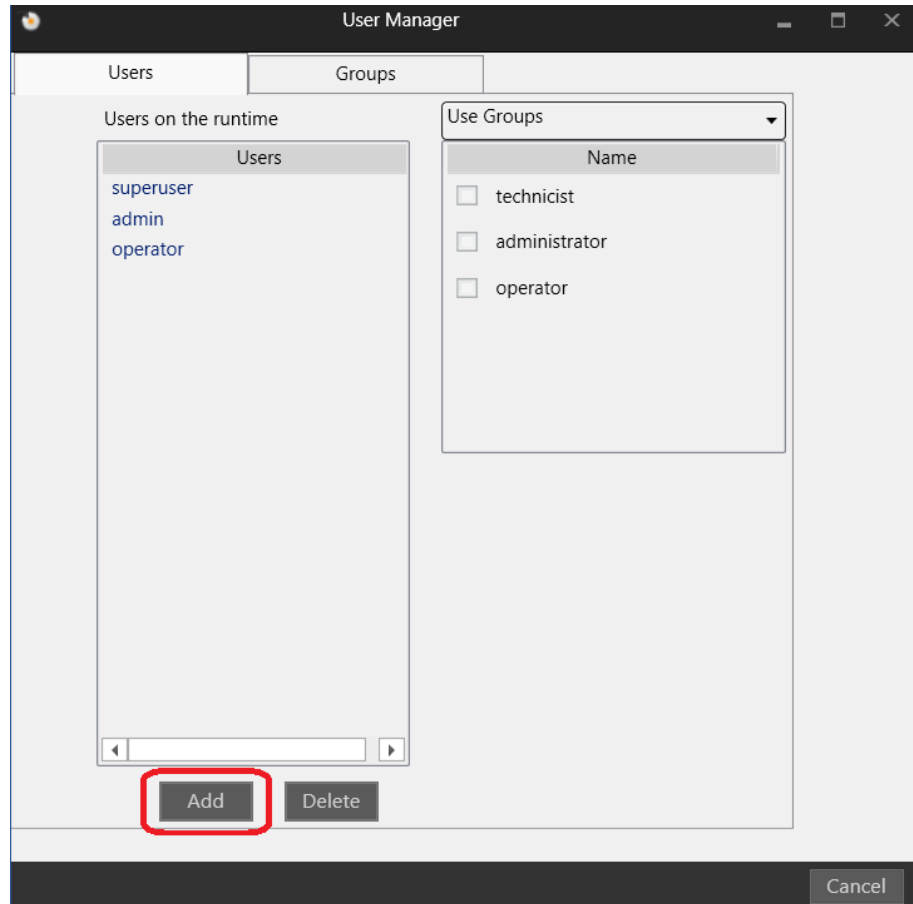 User Manager
Users
Groups
Users on the runtime
Use Groups
Users
superuser
admin
operator
Name
technicist
administrator
operator
Add
Delete
Cancel